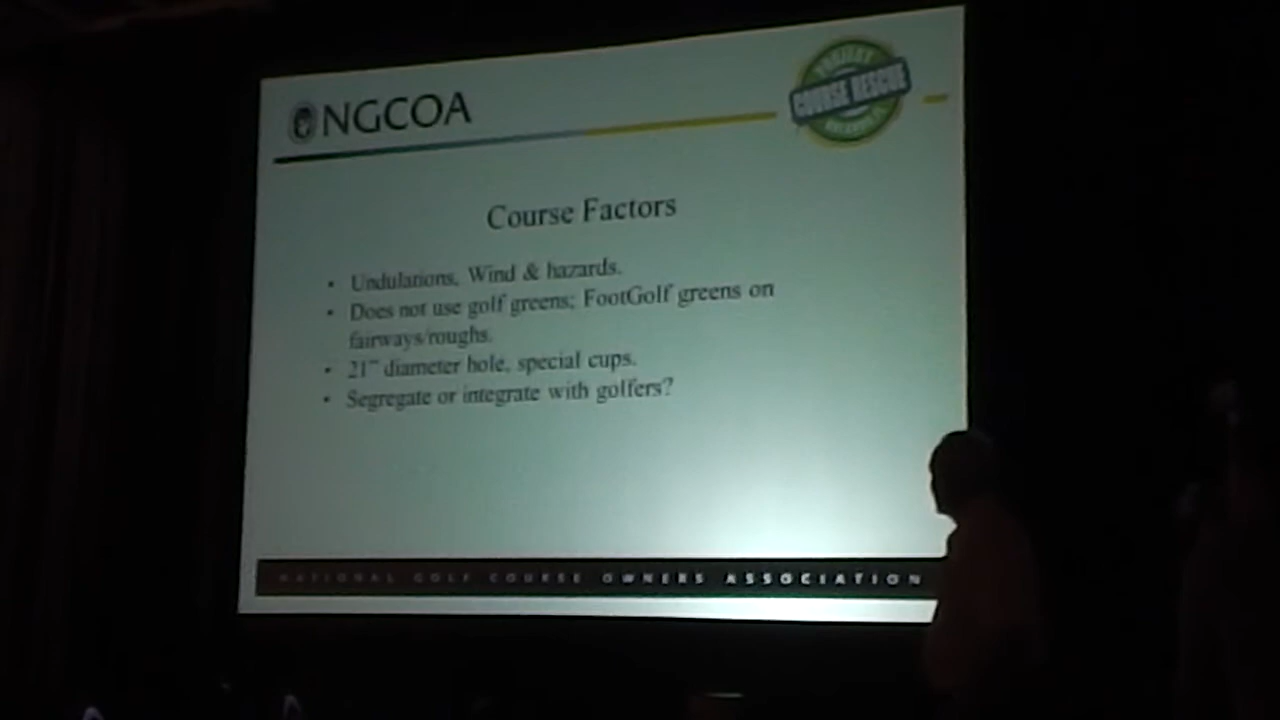 NGCOA
PROJECT
COURSE RESCUE
Course Factors
• Undulations, Wind & hazards.
• Does not use golf greens; FootGolf greens on
fairways/roughs.
• 21" diameter hole, special cups.
• Segregate or integrate with golfers?
NATIONAL GOLF COURSE OWNERS ASSOCIATION